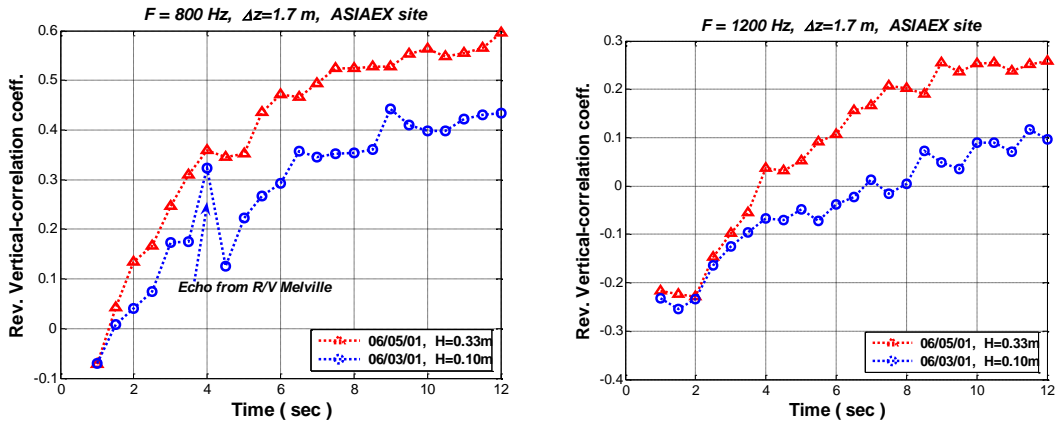 F = 800 Hz, Δz=1.7 m, ASIAEX site
Rev. Vertical-correlation coeff.
0.6
0.5
0.4
0.3
0.2
0.1
0
-0.1
Echo from R/V Melville
06/05/01, H=0.33m
06/03/01, H=0.10m
0 2 4 6 8 10 12
Time ( sec )
F = 1200 Hz, Δz=1.7 m, ASIAEX site
Rev. Vertical-correlation coeff.
0.3
0.2
0.1
0
-0.1
-0.2
-0.3
-0.4
06/05/01, H=0.33m
06/03/01, H=0.10m
0 2 4 6 8 10 12
Time ( sec )